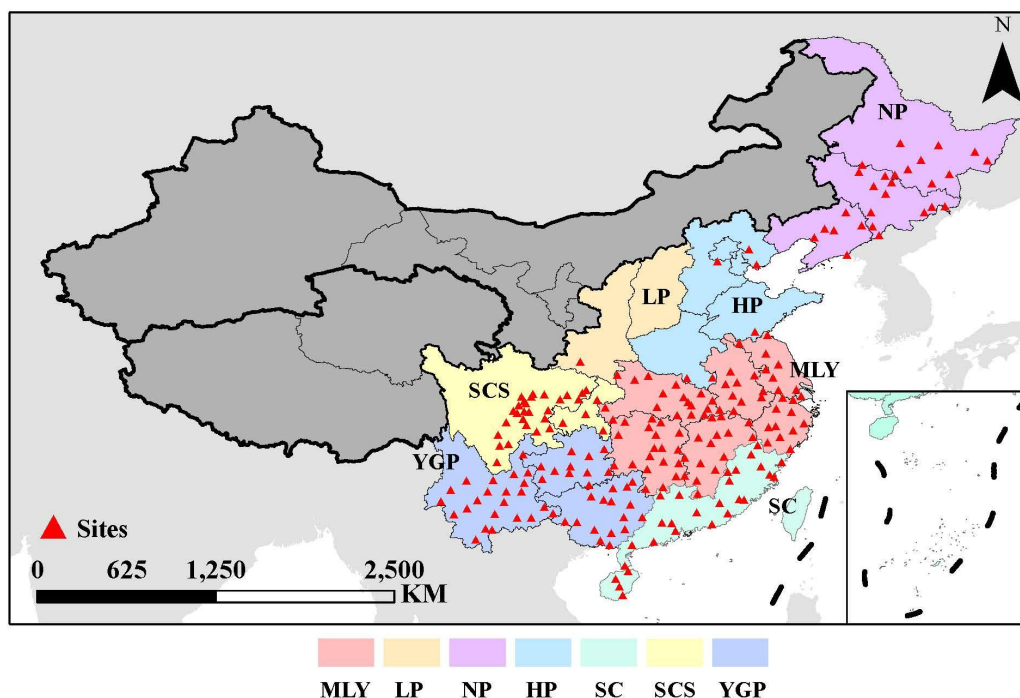 N
NP
LP
HP
MLY
SCS
YGP
SC
Sites
0 625 1,250 2,500
KM
MLY LP NP HP SC SCS YGP